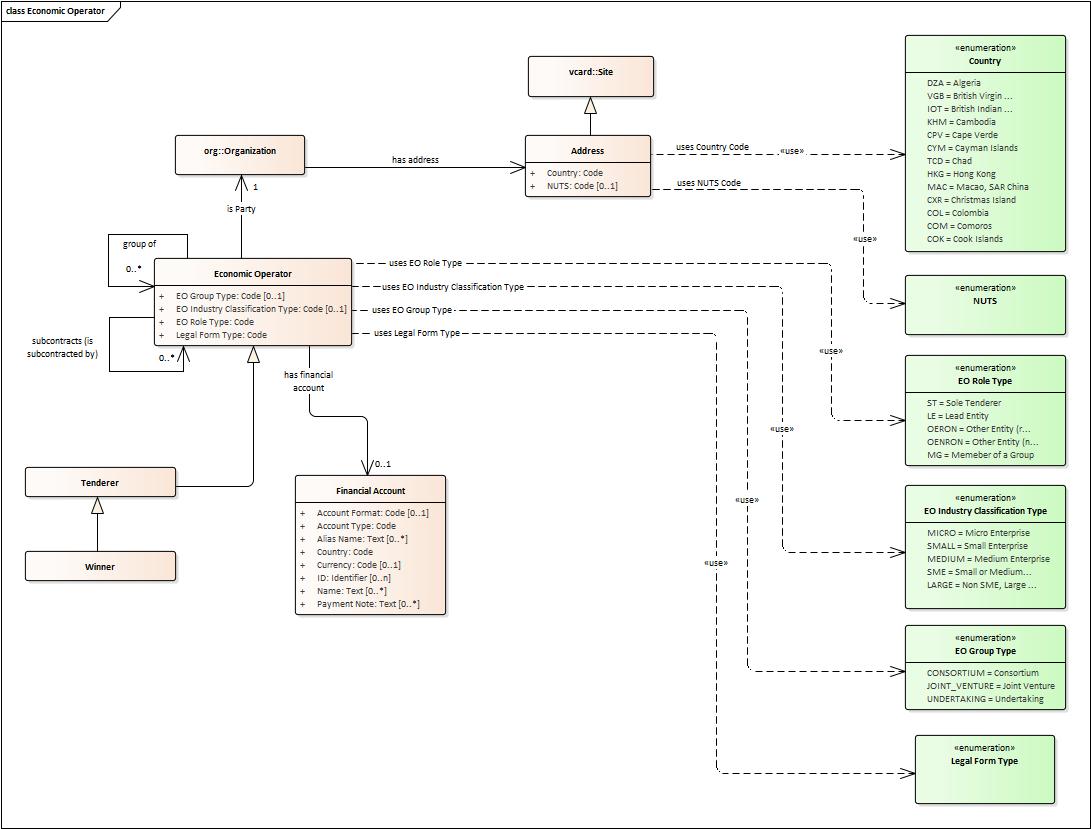 class Economic Operator
«enumeration»
Country
DZA = Algeria
VGB = British Virgin ...
IOT = British Indian ...
KHM = Cambodia
CPV = Cape Verde
CYM = Cayman Islands
TCD = Chad
HKG = Hong Kong
MAC = Macao, SAR China
CXR = Christmas Island
COL = Colombia
COM = Comoros
COK = Cook Islands
vcard::Site
org::Organization
has address
Address
+ Country: Code
+ NUTS: Code [0..1]
uses Country Code
«use»
uses NUTS Code
«use»
1
is Party
group of
0..*
Economic Operator
+ EO Group Type: Code [0..1]
+ EO Industry Classification Type: Code [0..1]
+ EO Role Type: Code
+ Legal Form Type: Code
uses EO Role Type
uses EO Industry Classification Type
uses EO Group Type
uses Legal Form Type
«enumeration»
NUTS
subcontracts (is
subcontracted by)
0..*
has financial
account
0..1
«use»
«use»
«use»
«use»
«enumeration»
EO Role Type
ST = Sole Tenderer
LE = Lead Entity
OERON = Other Entity (r...
OENRON = Other Entity (n...
MG = Memeber of a Group
Tenderer
Winner
Financial Account
+ Account Format: Code [0..1]
+ Account Type: Code
+ Alias Name: Text [0..*]
+ Country: Code
+ Currency: Code [0..1]
+ ID: Identifier [0..n]
+ Name: Text [0..*]
+ Payment Note: Text [0..*]
«enumeration»
EO Industry Classification Type
MICRO = Micro Enterprise
SMALL = Small Enterprise
MEDIUM = Medium Enterprise
SME = Small or Medium...
LARGE = Non SME, Large ...
«enumeration»
EO Group Type
CONSORTIUM = Consortium
JOINT_VENTURE = Joint Venture
UNDERTAKING = Undertaking
«enumeration»
Legal Form Type